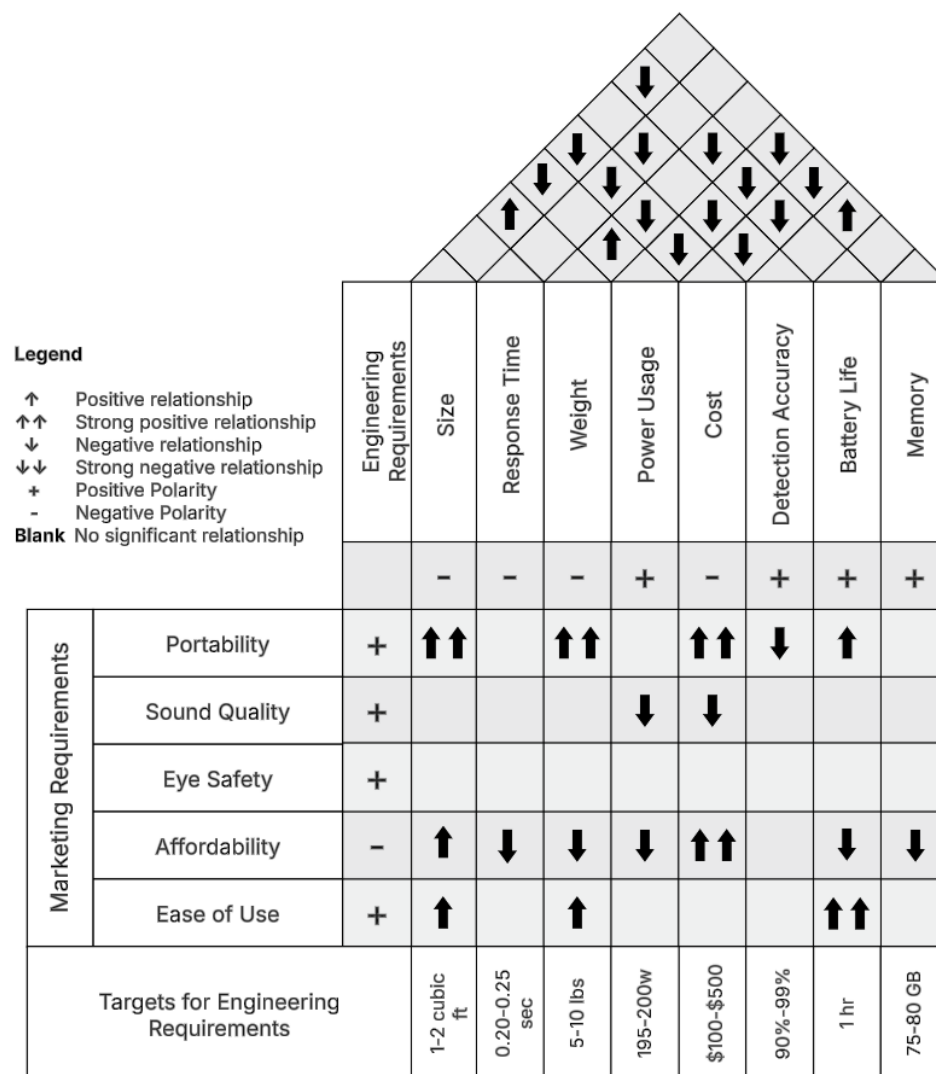 Legend
↑ Positive relationship
↑↑ Strong positive relationship
↓ Negative relationship
↓↓ Strong negative relationship
+ Positive Polarity
- Negative Polarity
Blank No significant relationship
Engineering
Requirements
Size
Response Time
Weight
Power Usage
Cost
Detection Accuracy
Battery Life
Memory
- - - + - + + +
Marketing Requirements
Portability + ↑↑ ↑↑ ↑↑ ↓ ↑
Sound Quality + ↓ ↓
Eye Safety +
Affordability - ↑ ↓ ↓ ↓ ↑↑ ↓ ↓
Ease of Use + ↑ ↑ ↑↑
Targets for Engineering
Requirements
1-2 cubic
ft
0.20-0.25
sec
5-10 lbs
195-200w
$100-$500
90%-99%
1 hr
75-80 GB